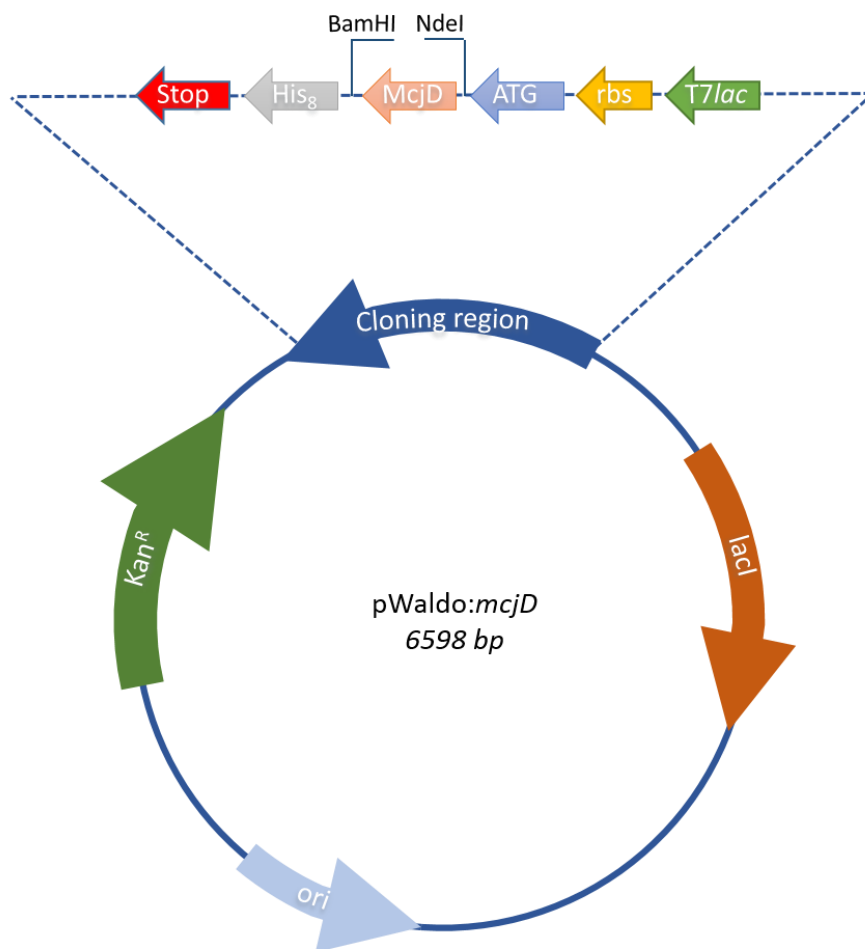 BamHI NdeI
Stop His₈ McjD ATG rbs T7lac
Cloning region
Kanᴿ
lacI
pWaldo:mcjD
6598 bp
ori